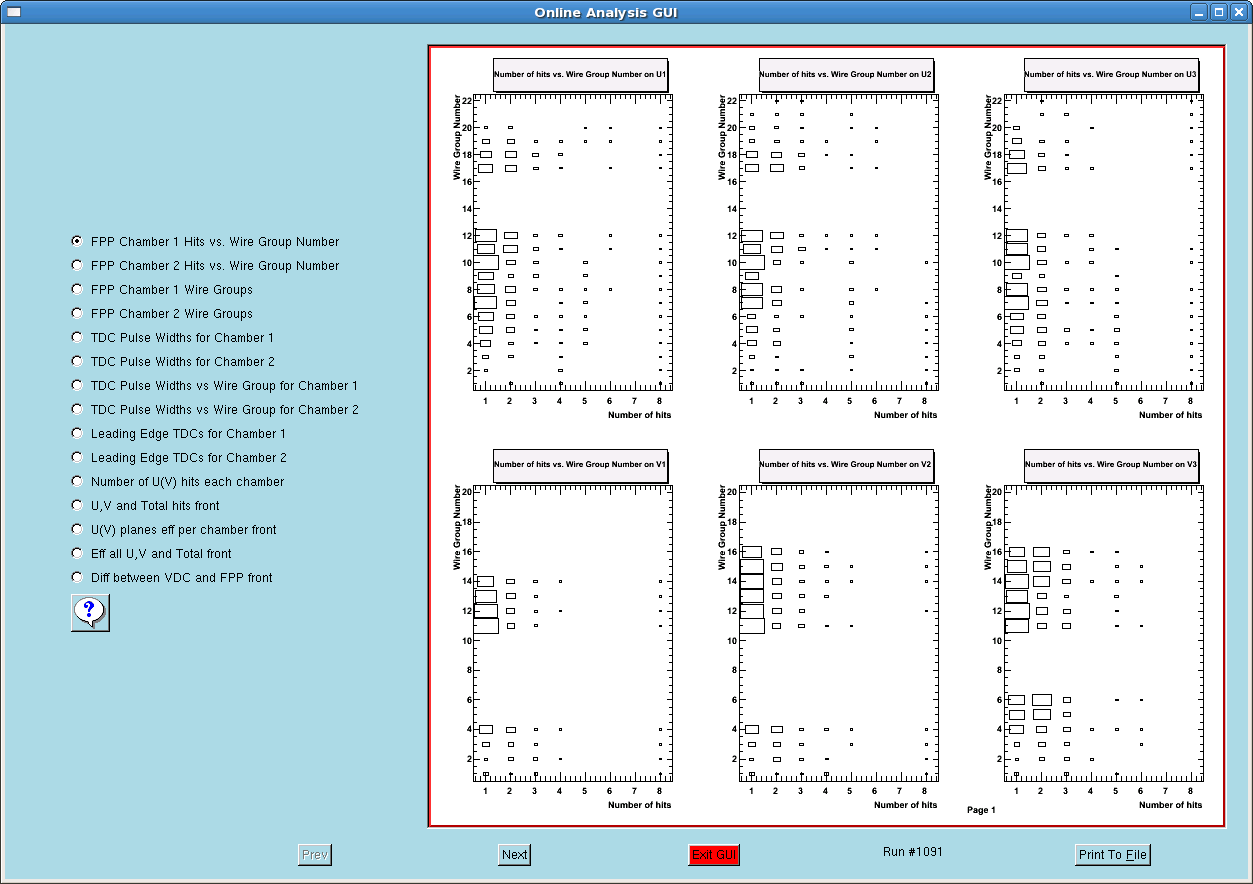 Online Analysis GUI
FPP Chamber 1 Hits vs. Wire Group Number
FPP Chamber 2 Hits vs. Wire Group Number
FPP Chamber 1 Wire Groups
FPP Chamber 2 Wire Groups
TDC Pulse Widths for Chamber 1
TDC Pulse Widths for Chamber 2
TDC Pulse Widths vs Wire Group for Chamber 1
TDC Pulse Widths vs Wire Group for Chamber 2
Leading Edge TDCs for Chamber 1
Leading Edge TDCs for Chamber 2
Number of U(V) hits each chamber
U,V and Total hits front
U(V) planes eff per chamber front
Eff all U,V and Total front
Diff between VDC and FPP front
?
Number of hits vs. Wire Group Number on U1
Wire Group Number
22
20
18
16
14
12
10
8
6
4
2
1 2 3 4 5 6 7 8
Number of hits
Number of hits vs. Wire Group Number on U2
Wire Group Number
22
20
18
16
14
12
10
8
6
4
2
1 2 3 4 5 6 7 8
Number of hits
Number of hits vs. Wire Group Number on U3
Wire Group Number
22
20
18
16
14
12
10
8
6
4
2
1 2 3 4 5 6 7 8
Number of hits
Number of hits vs. Wire Group Number on V1
Wire Group Number
20
18
16
14
12
10
8
6
4
2
1 2 3 4 5 6 7 8
Number of hits
Number of hits vs. Wire Group Number on V2
Wire Group Number
20
18
16
14
12
10
8
6
4
2
1 2 3 4 5 6 7 8
Number of hits
Number of hits vs. Wire Group Number on V3
Wire Group Number
20
18
16
14
12
10
8
6
4
2
1 2 3 4 5 6 7 8
Number of hits
Page 1
Prev
Next
Exit GUI
Run #1091
Print To File